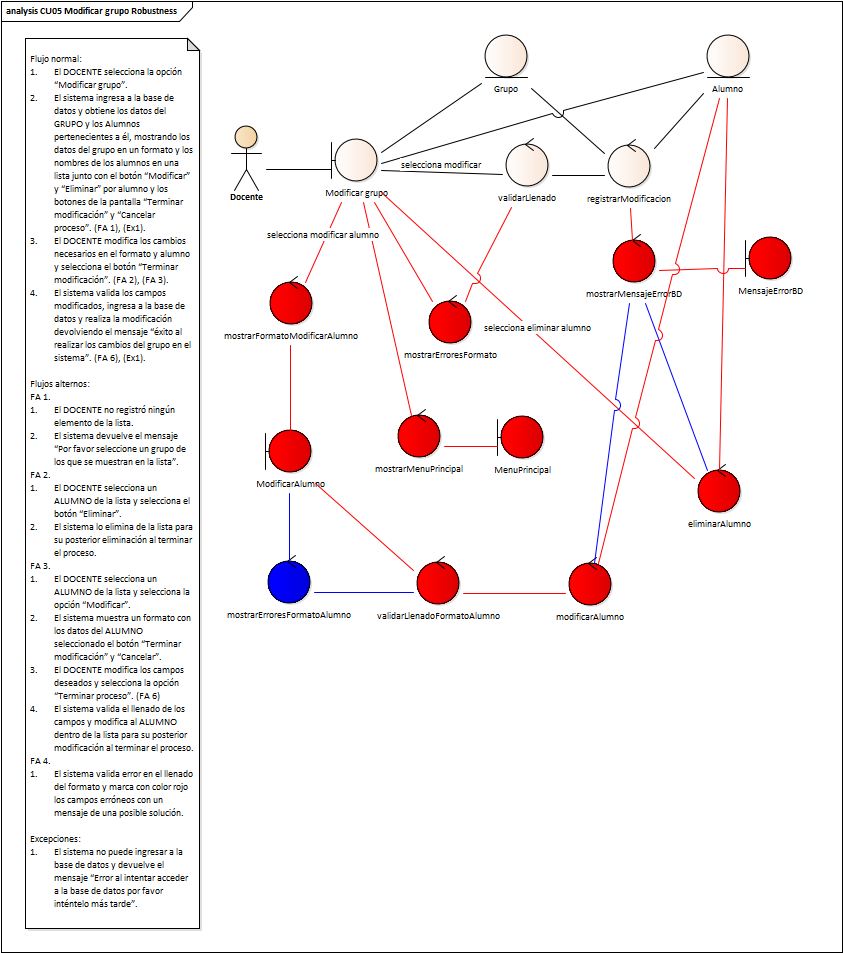 analysis CU05 Modificar grupo Robustness
Flujo normal:
1. El DOCENTE selecciona la opción
“Modificar grupo”.
2. El sistema ingresa a la base de
datos y obtiene los datos del
GRUPO y los Alumnos
pertenecientes a él, mostrando los
datos del grupo en un formato y los
nombres de los alumnos en una
lista junto con el botón “Modificar”
y “Eliminar” por alumno y los
botones de la pantalla “Terminar
modificación” y “Cancelar
proceso”. (FA 1), (Ex1).
3. El DOCENTE modifica los cambios
necesarios en el formato y alumno
y selecciona el botón “Terminar
modificación”. (FA 2), (FA 3).
4. El sistema valida los campos
modificados, ingresa a la base de
datos y realiza la modificación
devolviendo el mensaje “éxito al
realizar los cambios del grupo en el
sistema”. (FA 6), (Ex1).
Flujos alternos:
FA 1.
1. El DOCENTE no registró ningún
elemento de la lista.
2. El sistema devuelve el mensaje
“Por favor seleccione un grupo de
los que se muestran en la lista”.
FA 2.
1. El DOCENTE selecciona un
ALUMNO de la lista y selecciona el
botón “Eliminar”.
2. El sistema lo elimina de la lista para
su posterior eliminación al terminar
el proceso.
FA 3.
1. El DOCENTE selecciona un
ALUMNO de la lista y selecciona la
opción “Modificar”.
2. El sistema muestra un formato con
los datos del ALUMNO
seleccionado el botón “Terminar
modificación” y “Cancelar”.
3. El DOCENTE modifica los campos
deseados y selecciona la opción
“Terminar proceso”. (FA 6)
4. El sistema valida el llenado de los
campos y modifica al ALUMNO
dentro de la lista para su posterior
modificación al terminar el proceso.
FA 4.
1. El sistema valida error en el llenado
del formato y marca con color rojo
los campos erróneos con un
mensaje de una posible solución.
Excepciones:
1. El sistema no puede ingresar a la
base de datos y devuelve el
mensaje “Error al intentar acceder
a la base de datos por favor
inténtelo más tarde”.
Grupo
Alumno
selecciona modificar
Docente
Modificar grupo
validarLlenado
registrarModificacion
selecciona modificar alumno
mostrarMensajeErrorBD
MensajeErrorBD
mostrarFormatoModificarAlumno
selecciona eliminar alumno
mostrarErroresFormato
mostrarMenuPrincipal
MenuPrincipal
ModificarAlumno
eliminarAlumno
mostrarErroresFormatoAlumno
validarLlenadoFormatoAlumno
modificarAlumno